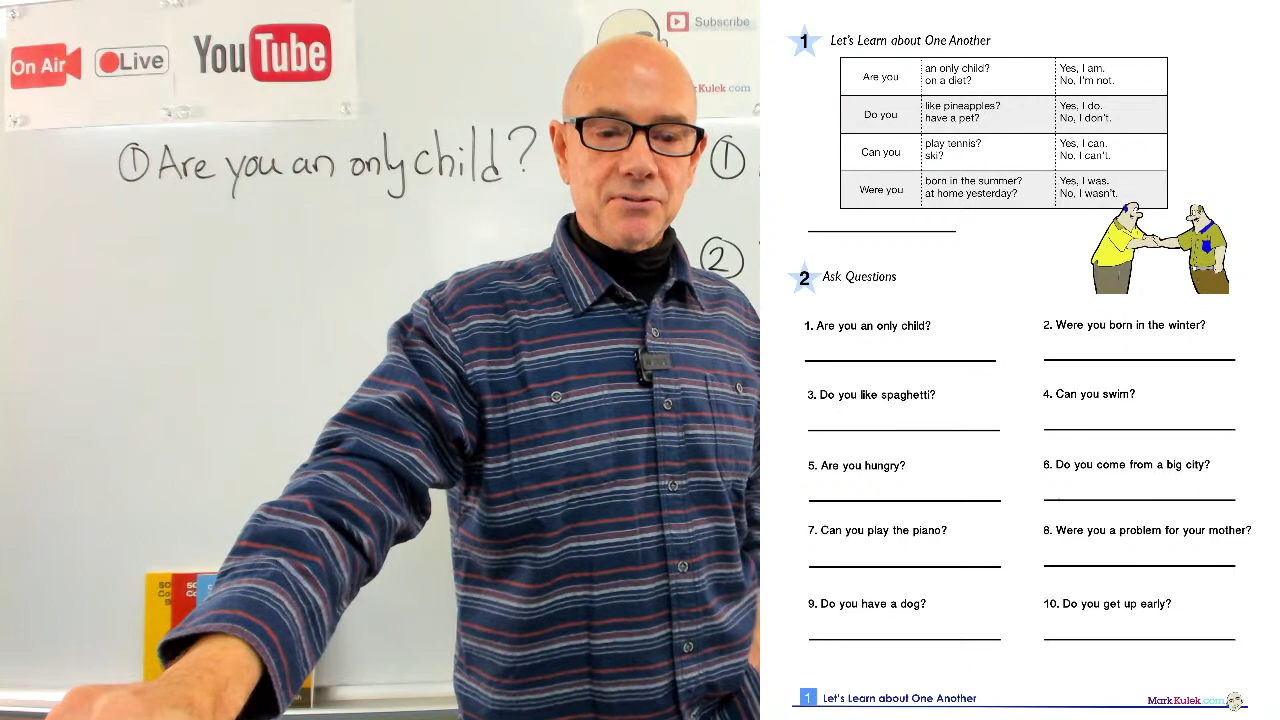 On Air
Live
YouTube
Subscribe
Kulek.com
① Are you an only child?
①
②
1 Let's Learn about One Another
Are you an only child? Yes, I am.
on a diet? No, I'm not.
Do you like pineapples? Yes, I do.
have a pet? No, I don't.
Can you play tennis? Yes, I can.
ski? No, I can't.
Were you born in the summer? Yes, I was.
at home yesterday? No, I wasn't.
2 Ask Questions
1. Are you an only child?
2. Were you born in the winter?
3. Do you like spaghetti?
4. Can you swim?
5. Are you hungry?
6. Do you come from a big city?
7. Can you play the piano?
8. Were you a problem for your mother?
9. Do you have a dog?
10. Do you get up early?
1 Let's Learn about One Another
MarkKulek.com